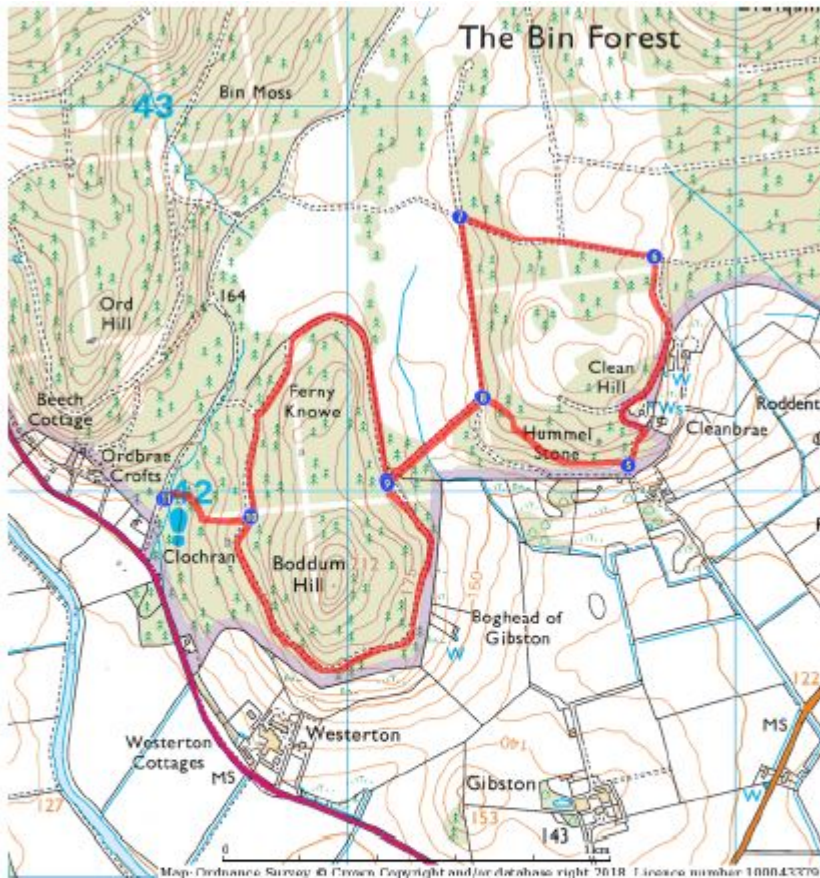 The Bin Forest
Bin Moss
43
7
6
Ord
Hill
164
Clean
Hill
Ferny
Knowe
W
Beech
Cottage
8
Ws
Cleanbrae
Hummel
Stone
Ordbrae
Crofts
5
9
11
42
10
Clochran
Boddum
Hill
212
175
150
Boghead of
Gibston
W
122
MS
Westerton
140
Westerton
Cottages
MS
Gibston
W
127
153
143
0
1km
Map: Ordnance Survey. © Crown Copyright and/or database right 2018. Licence number 100043379